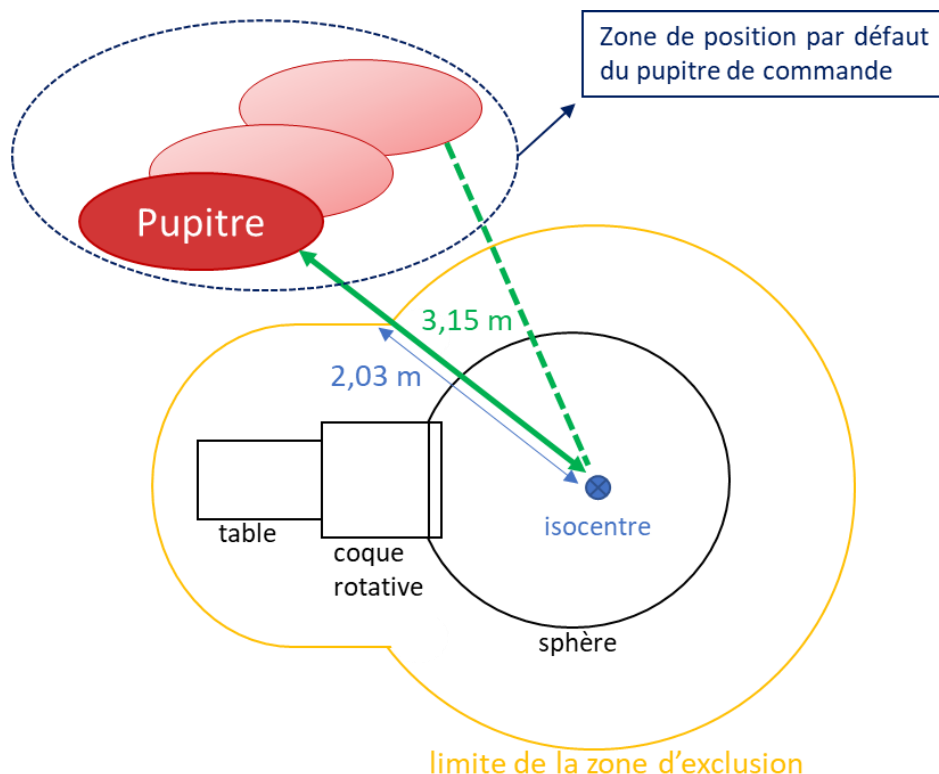 Zone de position par défaut
du pupitre de commande
Pupitre
3,15 m
2,03 m
isocentre
table
coque
rotative
sphère
limite de la zone d'exclusion